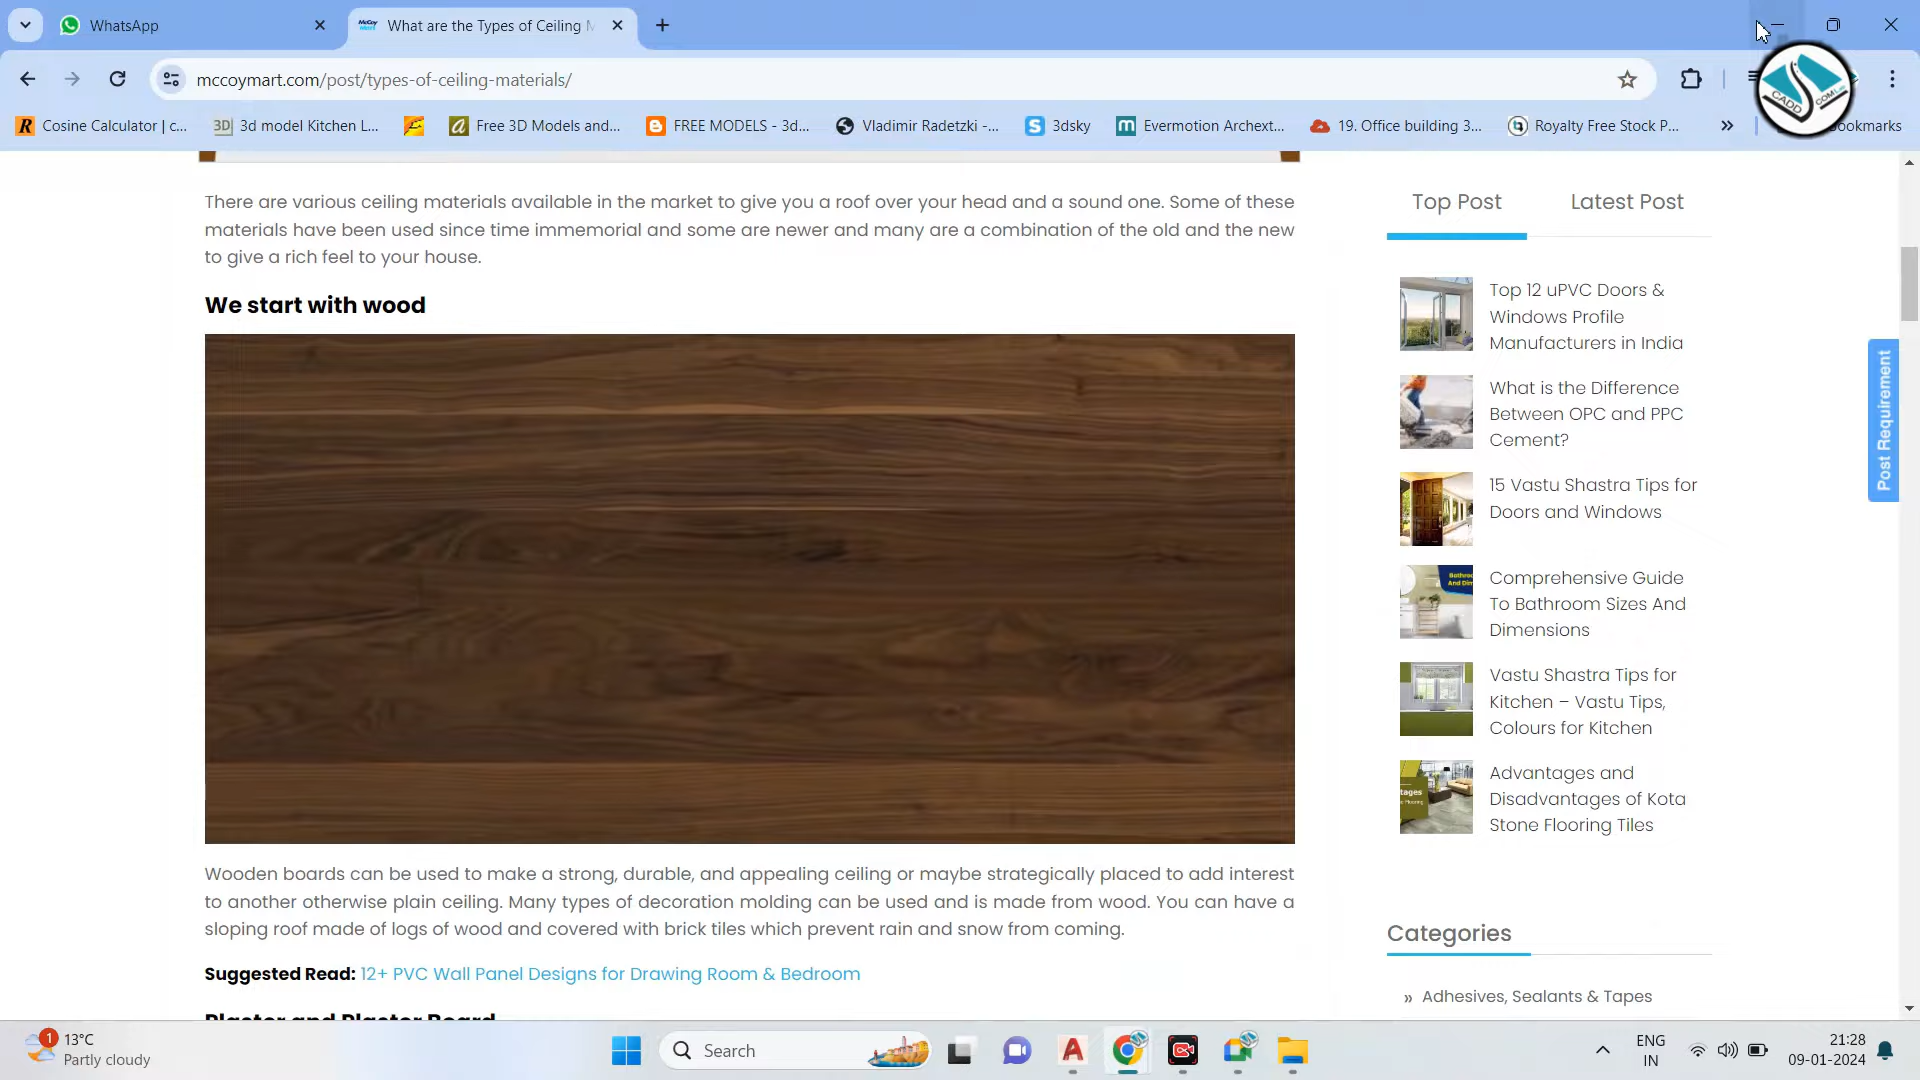 WhatsApp
What are the Types of Ceiling M
mccoymart.com/post/types-of-ceiling-materials/
Cosine Calculator | c...
3d model Kitchen L...
Free 3D Models and...
FREE MODELS - 3d...
Vladimir Radetzki -...
3dsky
Evermotion Archext...
19. Office building 3...
Royalty Free Stock P...
ookmarks
There are various ceiling materials available in the market to give you a roof over your head and a sound one. Some of these
materials have been used since time immemorial and some are newer and many are a combination of the old and the new
to give a rich feel to your house.
We start with wood
Wooden boards can be used to make a strong, durable, and appealing ceiling or maybe strategically placed to add interest
to another otherwise plain ceiling. Many types of decoration molding can be used and is made from wood. You can have a
sloping roof made of logs of wood and covered with brick tiles which prevent rain and snow from coming.
Suggested Read: 12+ PVC Wall Panel Designs for Drawing Room & Bedroom
Plaster and Plaster Board
Top Post
Latest Post
Top 12 uPVC Doors &
Windows Profile
Manufacturers in India
What is the Difference
Between OPC and PPC
Cement?
15 Vastu Shastra Tips for
Doors and Windows
Comprehensive Guide
To Bathroom Sizes And
Dimensions
Vastu Shastra Tips for
Kitchen – Vastu Tips,
Colours for Kitchen
Advantages and
Disadvantages of Kota
Stone Flooring Tiles
Categories
» Adhesives, Sealants & Tapes
Post Requirement
1
13°C
Partly cloudy
Search
ENG
IN
21:28
09-01-2024